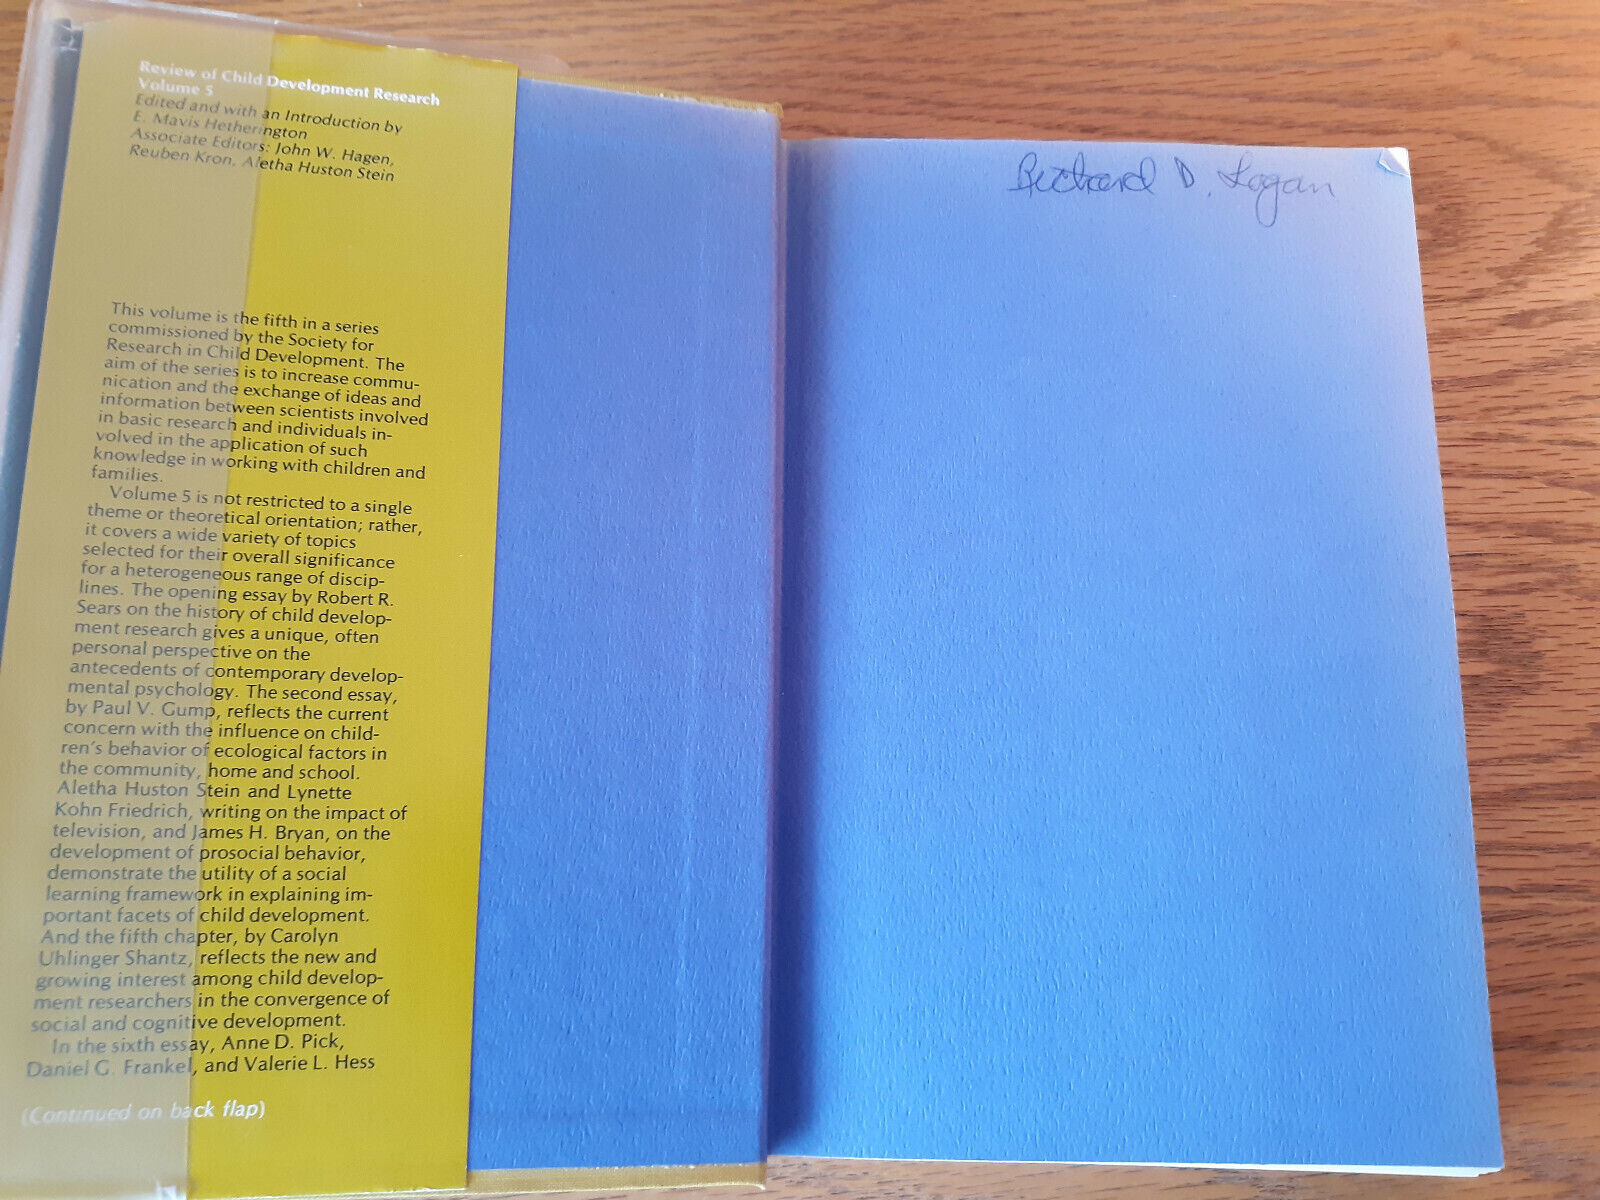 Review of Child Development Research
Volume 5
Edited and with an Introduction by
E. Mavis Hetherington
Associate Editors: John W. Hagen,
Reuben Kron, Aletha Huston Stein
This volume is the fifth in a series
commissioned by the Society for
Research in Child Development. The
aim of the series is to increase commu-
nication and the exchange of ideas and
information between scientists involved
in basic research and individuals in-
volved in the application of such
knowledge in working with children and
families.
Volume 5 is not restricted to a single
theme or theoretical orientation; rather,
it covers a wide variety of topics
selected for their overall significance
for a heterogeneous range of discip-
lines. The opening essay by Robert R.
Sears on the history of child develop-
ment research gives a unique, often
personal perspective on the
antecedents of contemporary develop-
mental psychology. The second essay,
by Paul V. Gump, reflects the current
concern with the influence on child-
ren's behavior of ecological factors in
the community, home and school.
Aletha Huston Stein and Lynette
Kohn Friedrich, writing on the impact of
television, and James H. Bryan, on the
development of prosocial behavior,
demonstrate the utility of a social
learning framework in explaining im-
portant facets of child development.
And the fifth chapter, by Carolyn
Uhlinger Shantz, reflects the new and
growing interest among child develop-
ment researchers in the convergence of
social and cognitive development.
In the sixth essay, Anne D. Pick,
Daniel G. Frankel, and Valerie L. Hess
(Continued on back flap)
Richard D. Logan